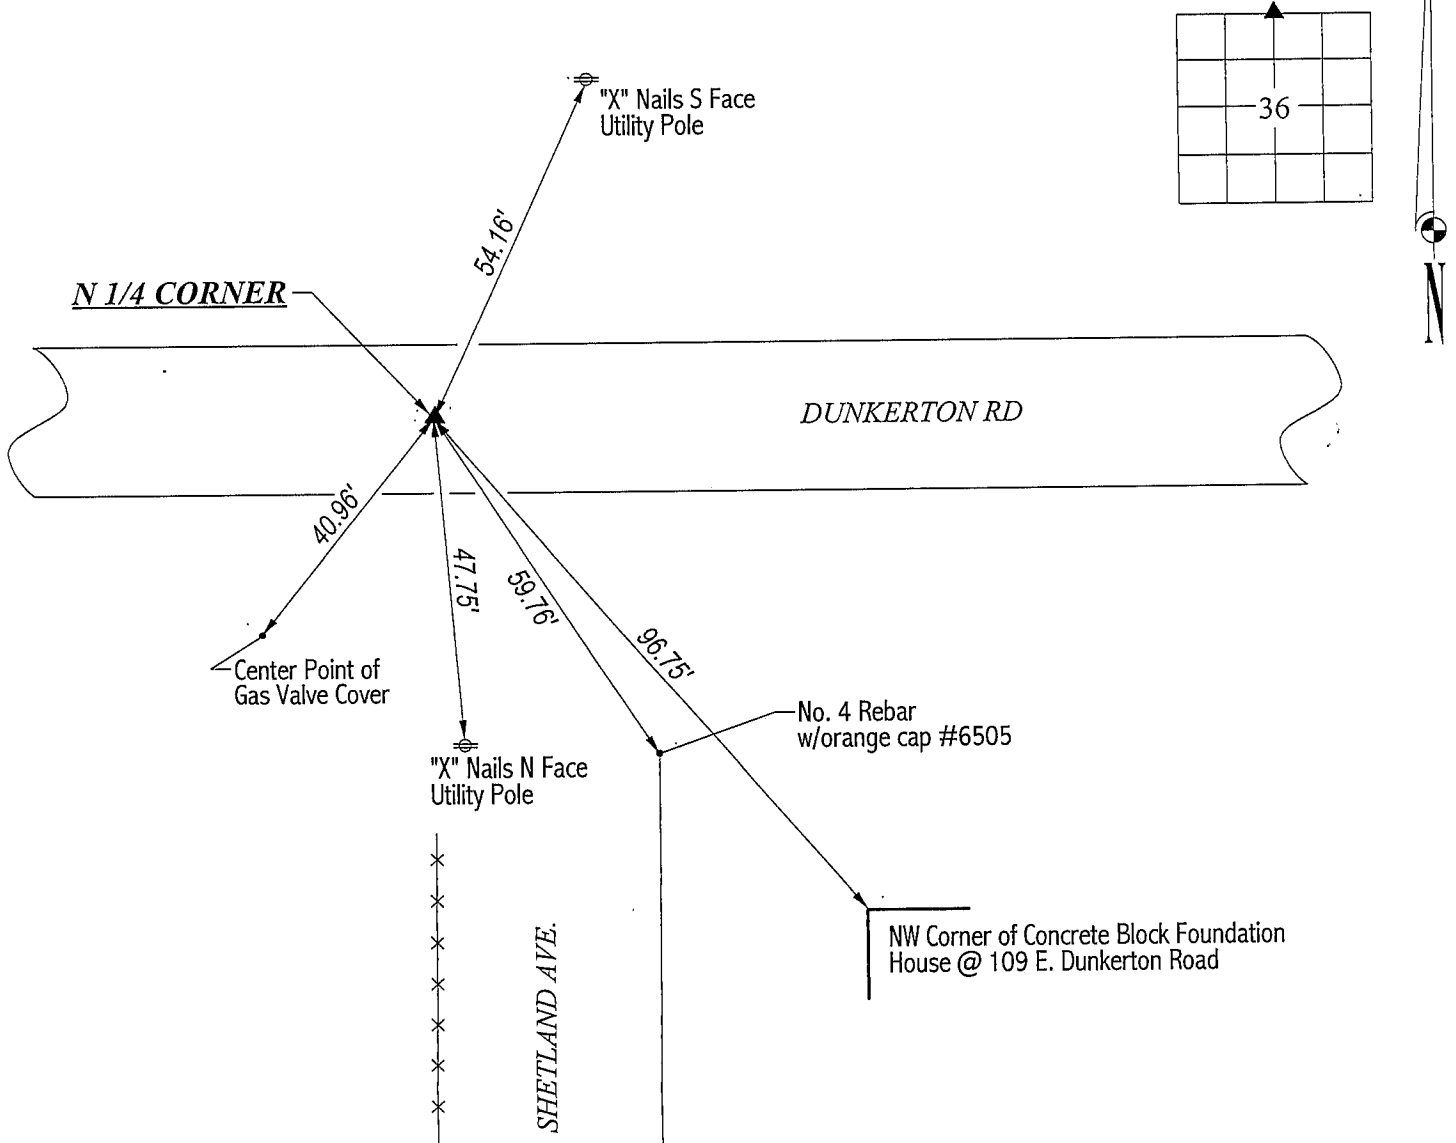 "X" Nails S Face
Utility Pole
36
N
54.16'
N 1/4 CORNER
DUNKERTON RD
40.96'
47.75'
59.76'
96.75'
Center Point of
Gas Valve Cover
No. 4 Rebar
w/orange cap #6505
"X" Nails N Face
Utility Pole
NW Corner of Concrete Block Foundation
House @ 109 E. Dunkerton Road
SHETLAND AVE.